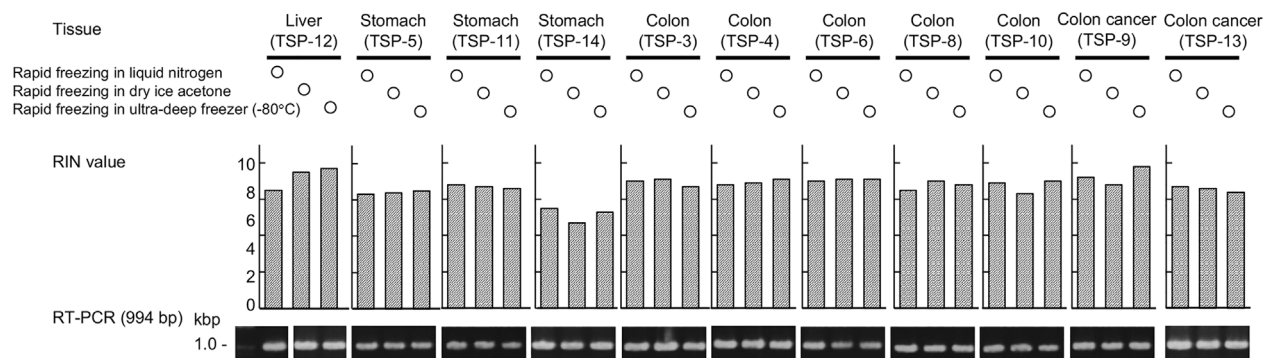 Tissue
Liver
(TSP-12)
Stomach
(TSP-5)
Stomach
(TSP-11)
Stomach
(TSP-14)
Colon
(TSP-3)
Colon
(TSP-4)
Colon
(TSP-6)
Colon
(TSP-8)
Colon
(TSP-10)
Colon cancer
(TSP-9)
Colon cancer
(TSP-13)
Rapid freezing in liquid nitrogen
Rapid freezing in dry ice acetone
Rapid freezing in ultra-deep freezer (-80°C)
RIN value
10
8
6
4
2
0
RT-PCR (994 bp) kbp
1.0 -